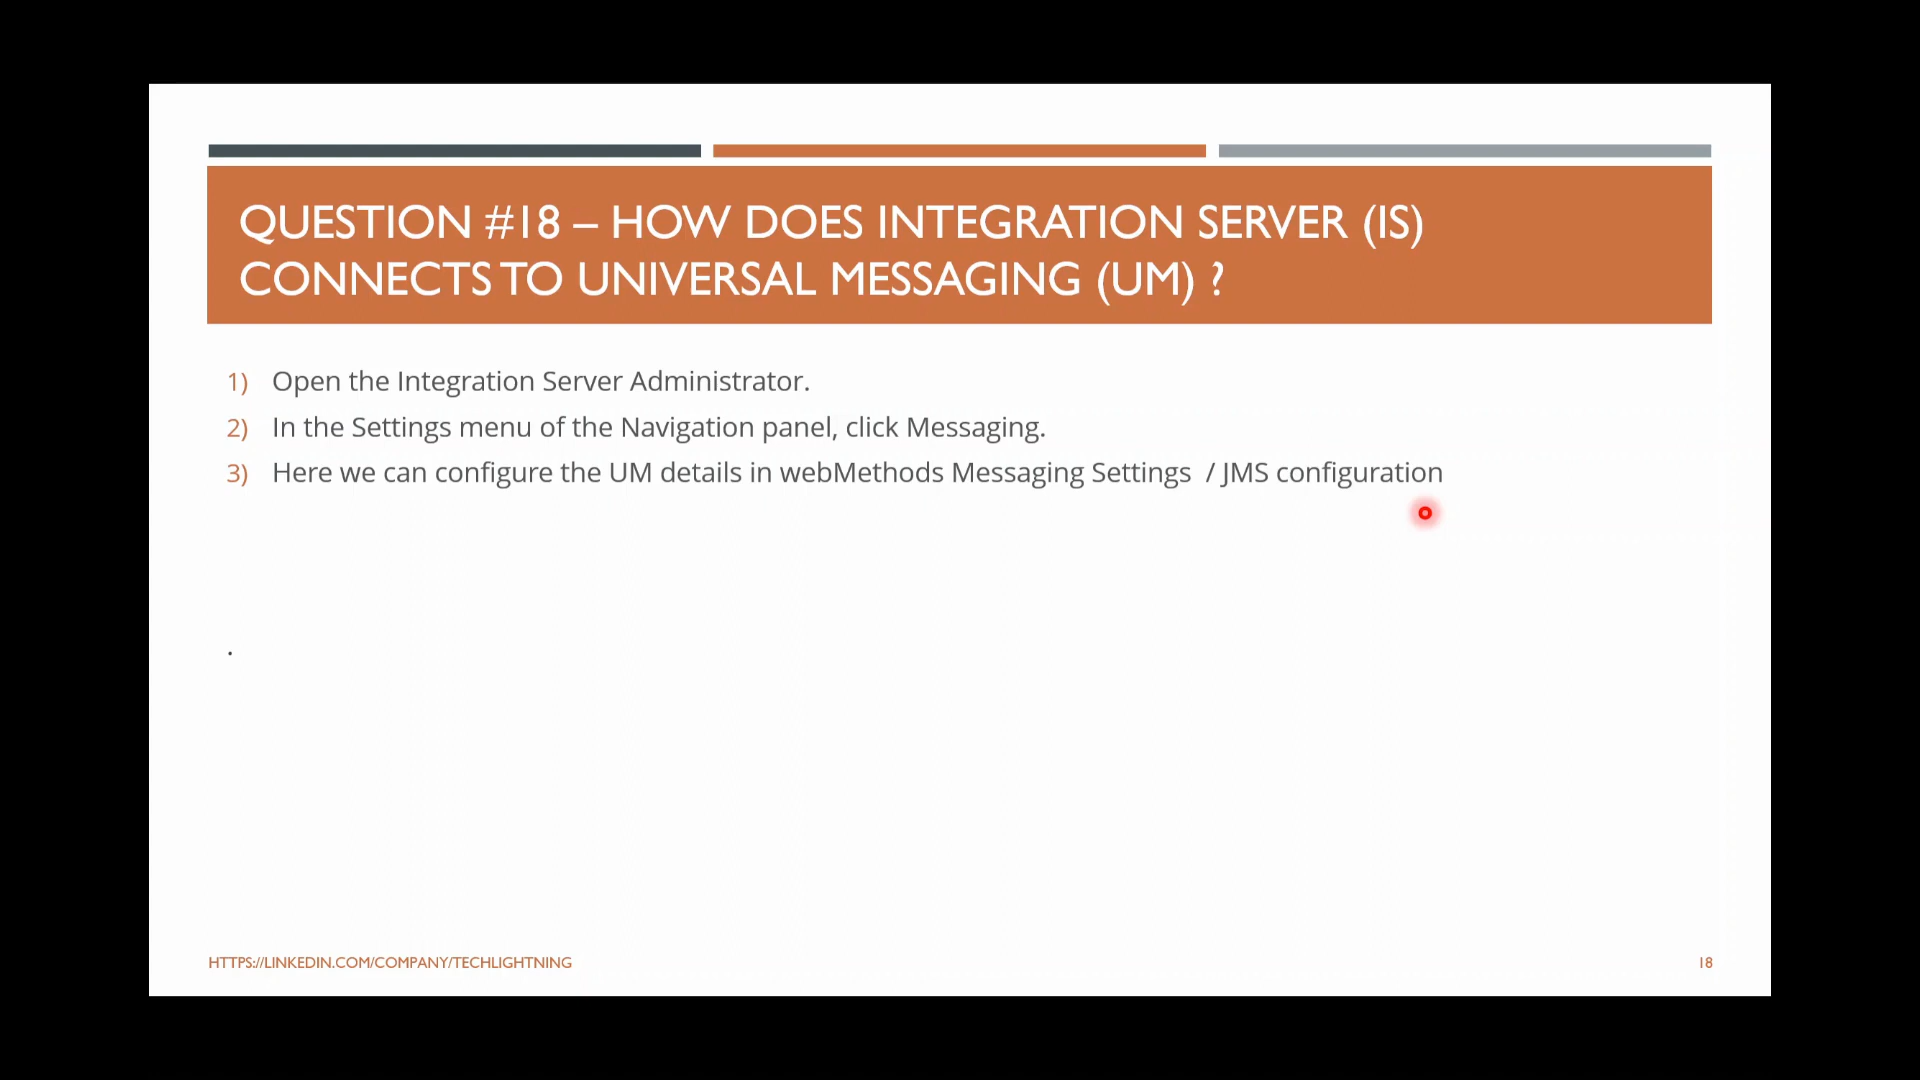 QUESTION #18 – HOW DOES INTEGRATION SERVER (IS)
CONNECTS TO UNIVERSAL MESSAGING (UM) ?
1) Open the Integration Server Administrator.
2) In the Settings menu of the Navigation panel, click Messaging.
3) Here we can configure the UM details in webMethods Messaging Settings / JMS configuration
.
HTTPS://LINKEDIN.COM/COMPANY/TECHLIGHTNING
18